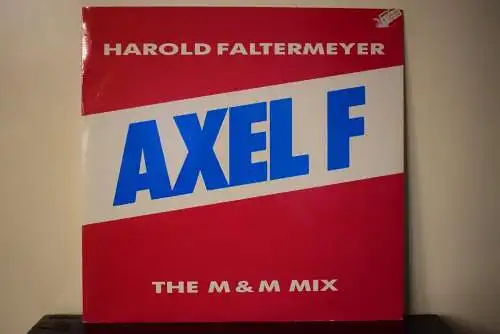 HAROLD FALTERMEYER
AXEL F
THE M & M MIX